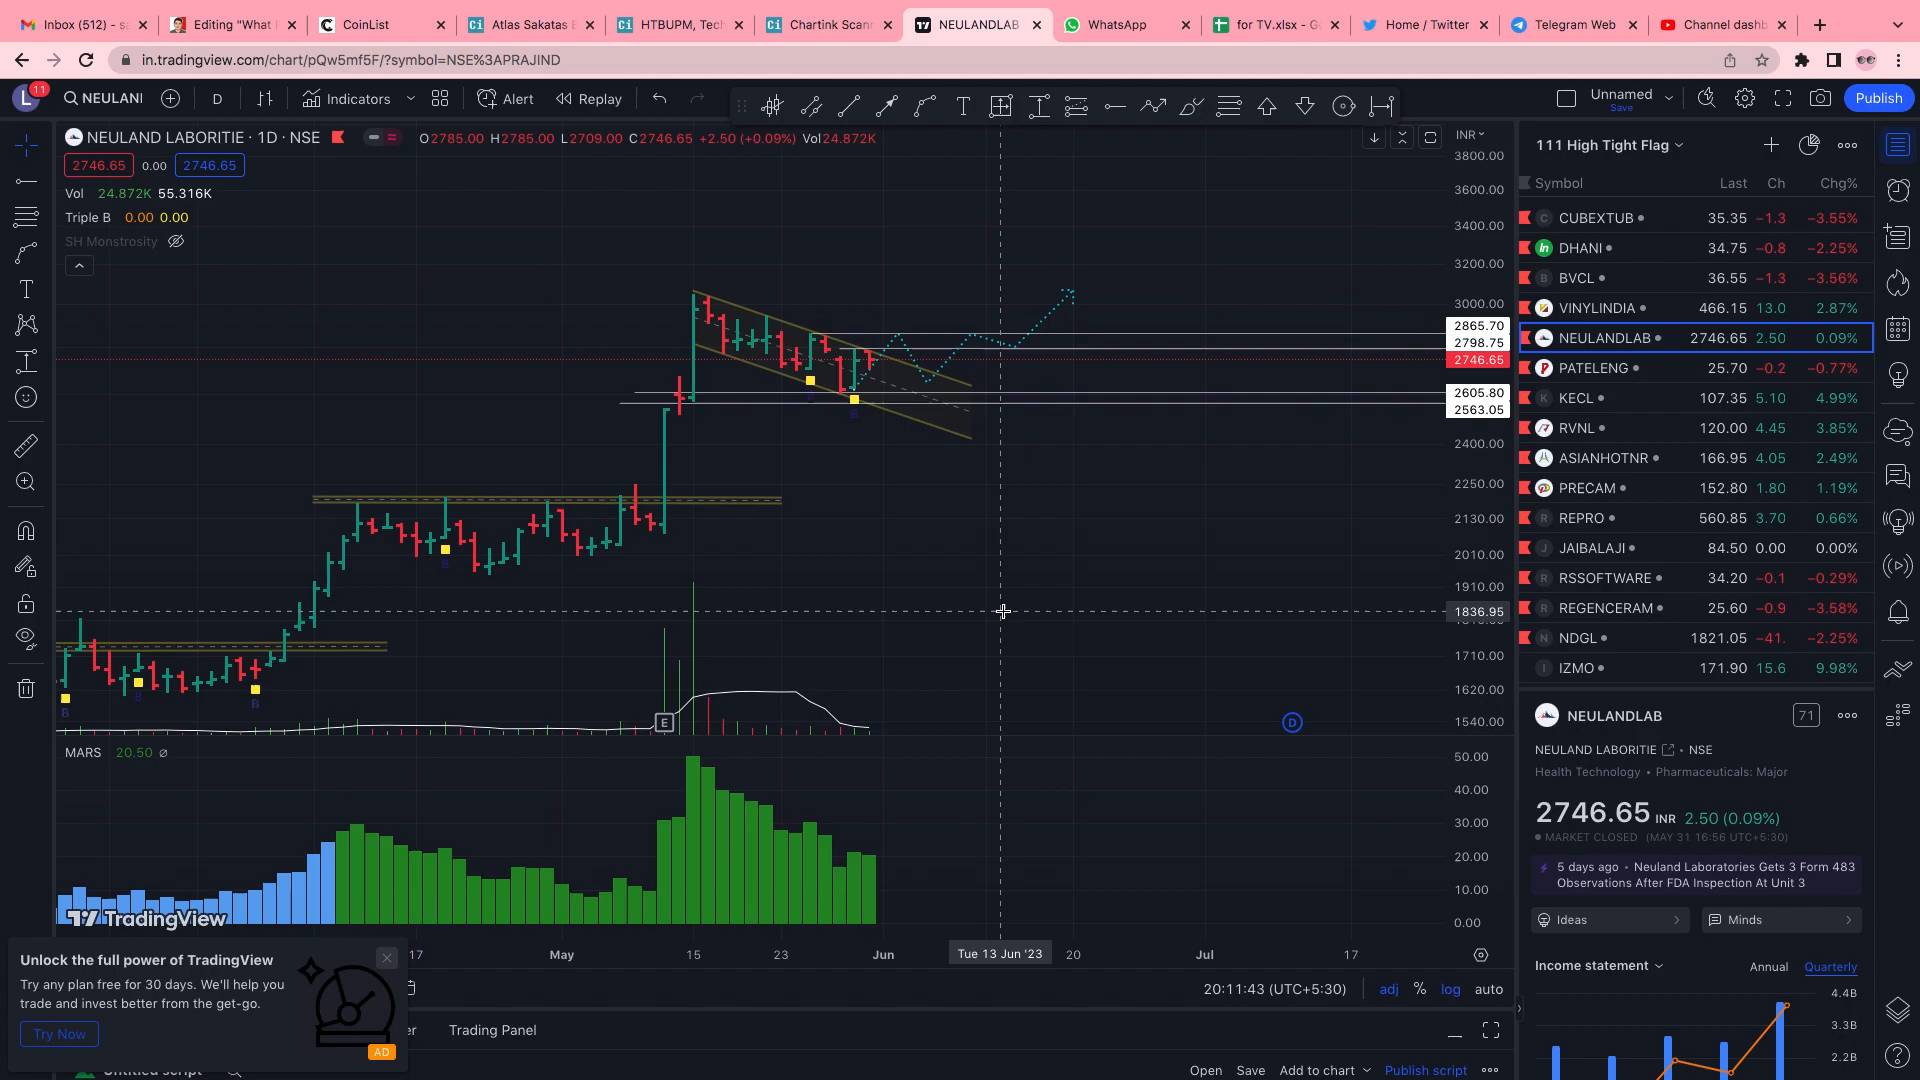 Inbox (512) - sa
Editing "What
CoinList
Atlas Sakatas
HTBUPM, Tech
Chartink Scann
NEULANDLAB
WhatsApp
for TV.xlsx - Go
Home / Twitter
Telegram Web
Channel dashb
in.tradingview.com/chart/pQw5mf5F/?symbol=NSE%3APRAJIND
L 11
NEULANI
D
Indicators
Alert
Replay
Unnamed
Save
Publish
NEULAND LABORITIE · 1D · NSE
O2785.00 H2785.00 L2709.00 C2746.65 +2.50 (+0.09%) Vol24.872K
2746.65 0.00 2746.65
Vol 24.872K 55.316K
Triple B 0.00 0.00
SH Monstrosity
INR
3800.00
3600.00
3400.00
3200.00
3000.00
2865.70
2798.75
2746.65
2605.80
2563.05
2400.00
2250.00
2130.00
2010.00
1910.00
1836.95
1710.00
1620.00
1540.00
B
B
B
B
B
B
E
D
MARS 20.50 ∅
50.00
40.00
30.00
20.00
10.00
0.00
TradingView
17 May 15 23 Jun Tue 13 Jun '23 20 Jul 17
20:11:43 (UTC+5:30) adj % log auto
Unlock the full power of TradingView
Try any plan free for 30 days. We'll help you
trade and invest better from the get-go.
Try Now
AD
er
Trading Panel
Untitled script
Open Save Add to chart Publish script
111 High Tight Flag
Symbol Last Ch Chg%
C CUBEXTUB 35.35 −1.3 −3.55%
DHANI 34.75 −0.8 −2.25%
B BVCL 36.55 −1.3 −3.56%
VINYLINDIA 466.15 13.0 2.87%
NEULANDLAB 2746.65 2.50 0.09%
PATELENG 25.70 −0.2 −0.77%
KECL 107.35 5.10 4.99%
RVNL 120.00 4.45 3.85%
ASIANHOTNR 166.95 4.05 2.49%
PRECAM 152.80 1.80 1.19%
R REPRO 560.85 3.70 0.66%
J JAIBALAJI 84.50 0.00 0.00%
R RSSOFTWARE 34.20 −0.1 −0.29%
R REGENCERAM 25.60 −0.9 −3.58%
N NDGL 1821.05 −41. −2.25%
I IZMO 171.90 15.6 9.98%
NEULANDLAB 71
NEULAND LABORITIE • NSE
Health Technology • Pharmaceuticals: Major
2746.65 INR 2.50 (0.09%)
MARKET CLOSED (MAY 31 16:56 UTC+5:30)
5 days ago • Neuland Laboratories Gets 3 Form 483
Observations After FDA Inspection At Unit 3
Ideas
Minds
Income statement Annual Quarterly
4.4B
3.3B
2.2B